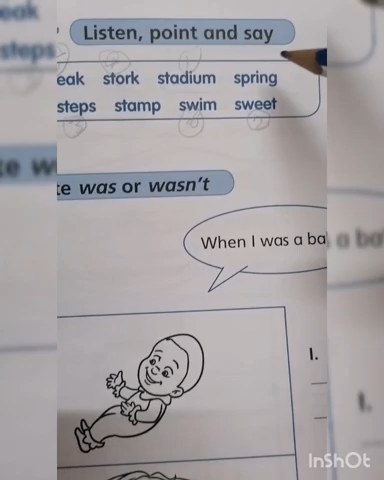 Listen, point and say
eak stork stadium spring
steps stamp swim sweet
te was or wasn't
When I was a ba
1.
InShOt